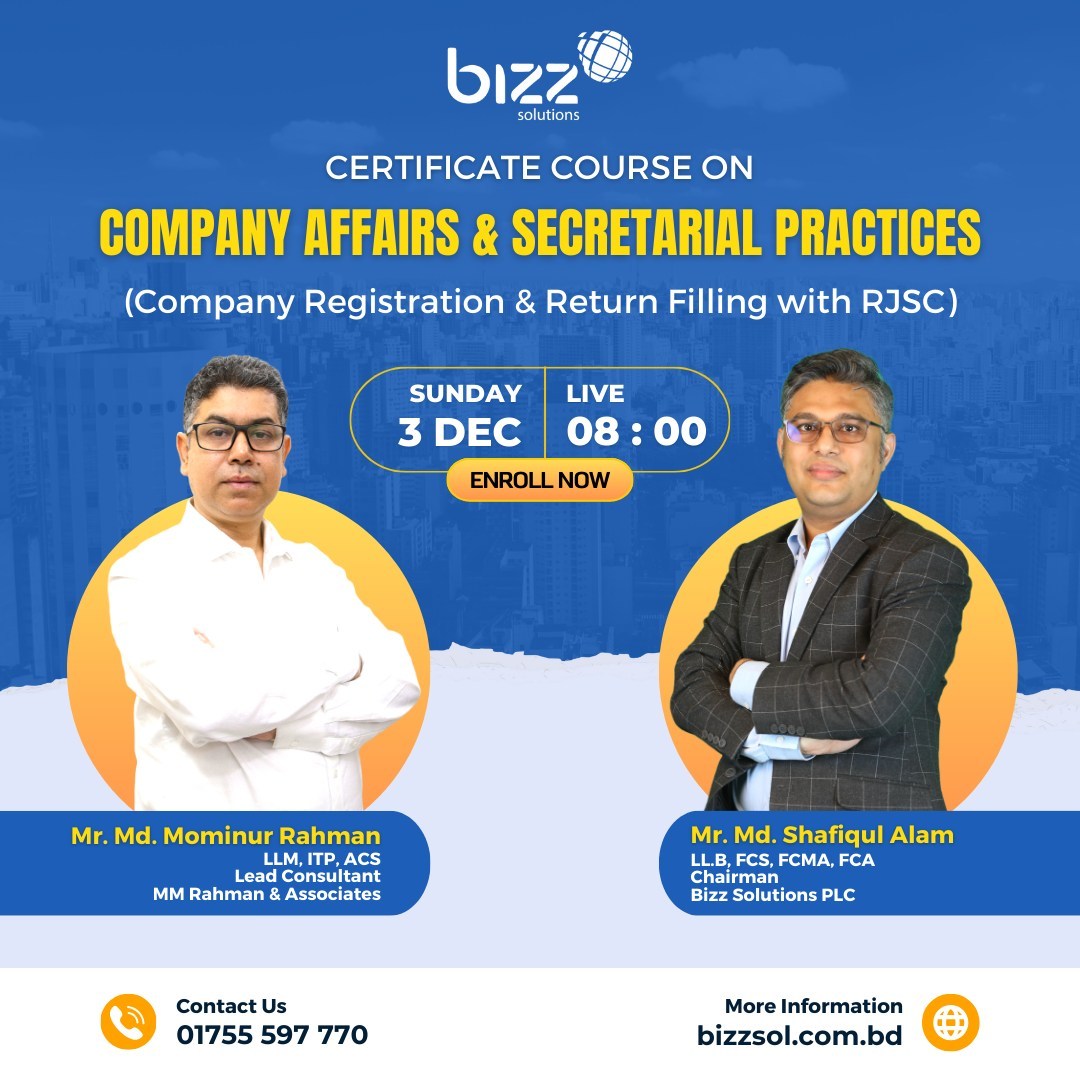 bizz
solutions
CERTIFICATE COURSE ON
COMPANY AFFAIRS & SECRETARIAL PRACTICES
(Company Registration & Return Filling with RJSC)
SUNDAY
3 DEC
LIVE
08 : 00
ENROLL NOW
Mr. Md. Mominur Rahman
LLM, ITP, ACS
Lead Consultant
MM Rahman & Associates
Mr. Md. Shafiqul Alam
LL.B, FCS, FCMA, FCA
Chairman
Bizz Solutions PLC
Contact Us
01755 597 770
More Information
bizzsol.com.bd